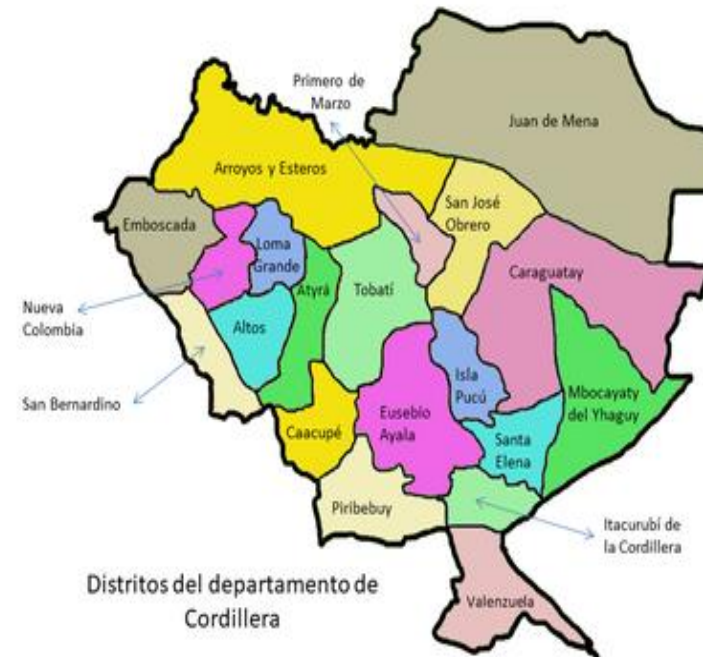 Primero de
Marzo
Juan de Mena
Arroyos y Esteros
San José
Obrero
Emboscada
Loma
Grande
Caraguatay
Atyrá
Tobatí
Nueva
Colombia
Altos
Isla
Pucú
Mbocayaty
del Yhaguy
San Bernardino
Caacupé
Eusebio
Ayala
Santa
Elena
Piribebuy
Itacurubí de
la Cordillera
Distritos del departamento de
Cordillera
Valenzuela